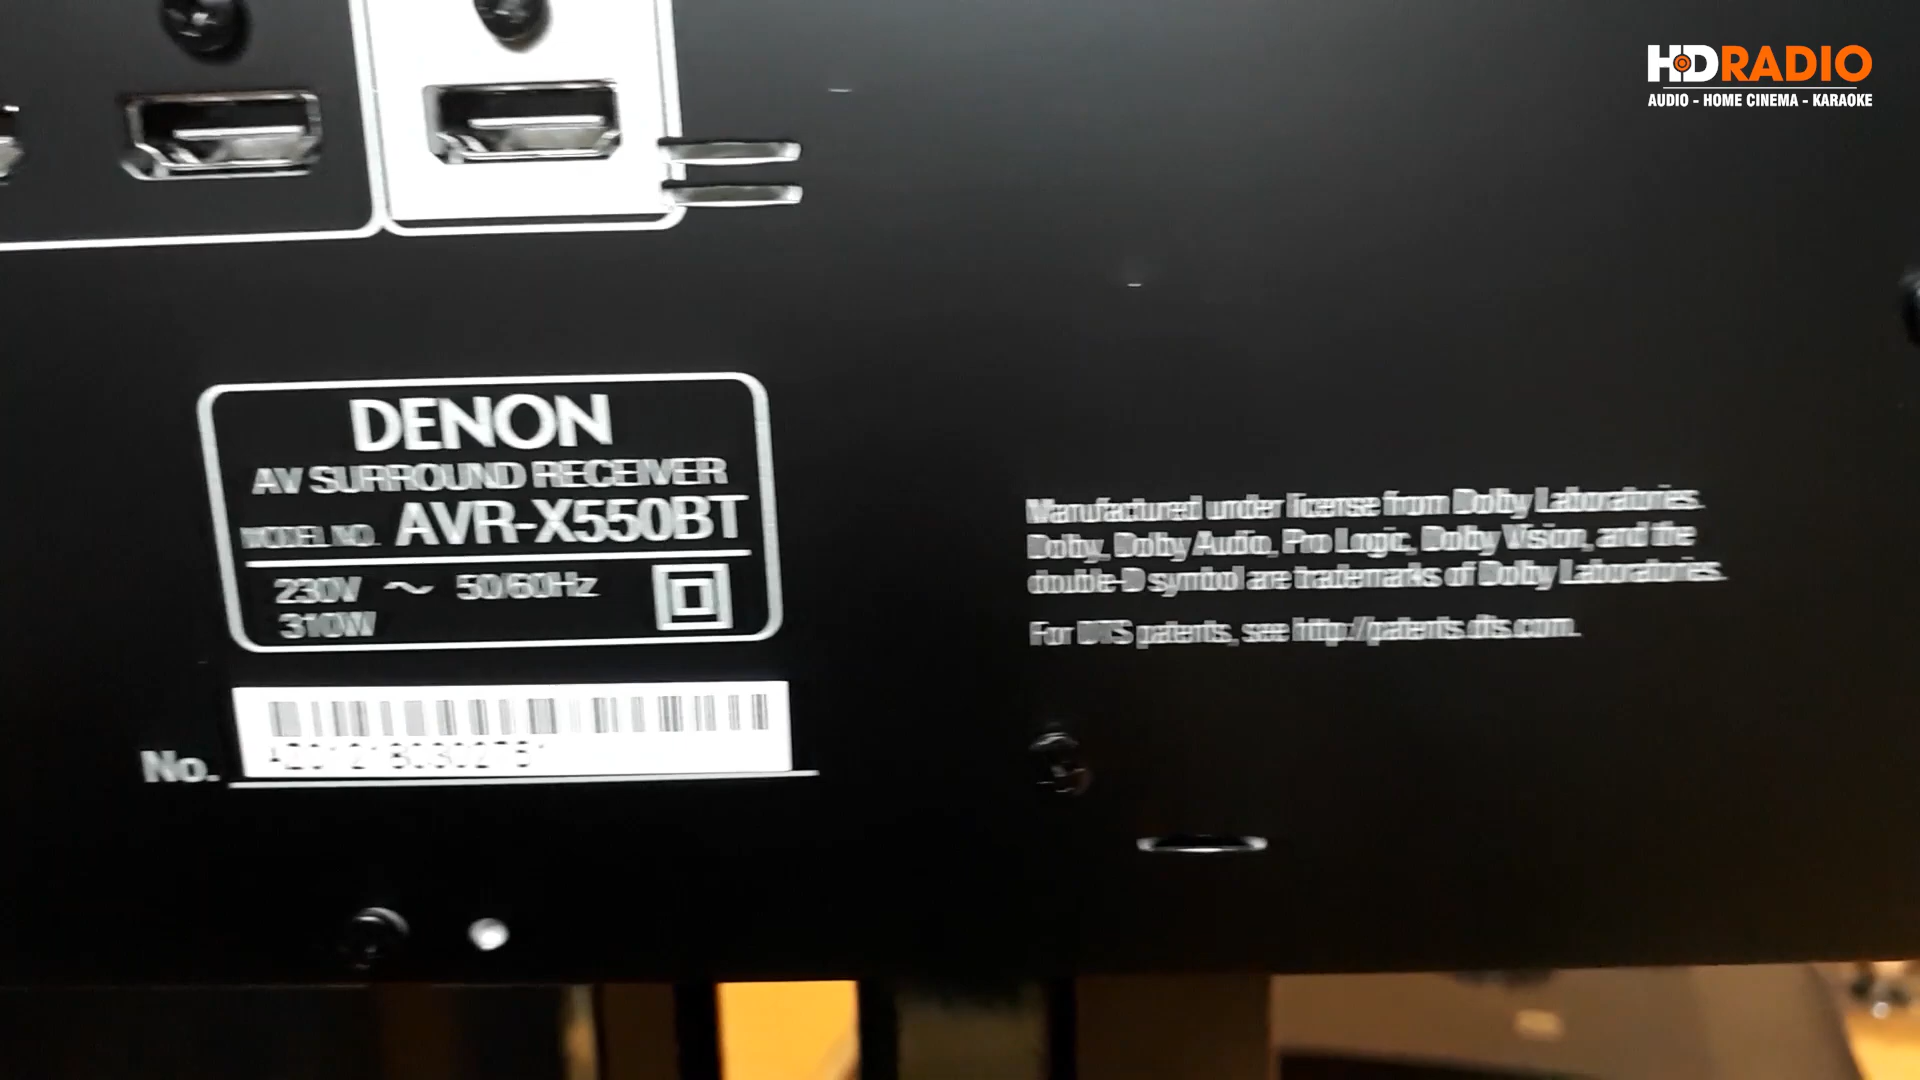 HDRADIO
AUDIO - HOME CINEMA - KARAOKE
DENON
AV SURROUND RECEIVER
MODEL NO. AVR-X550BT
230V ～ 50/60Hz
310W
Manufactured under license from Dolby Laboratories.
Dolby, Dolby Audio, Pro Logic, Dolby Vision, and the
double-D symbol are trademarks of Dolby Laboratories.
For DTS patents, see http://patents.dts.com.
No.